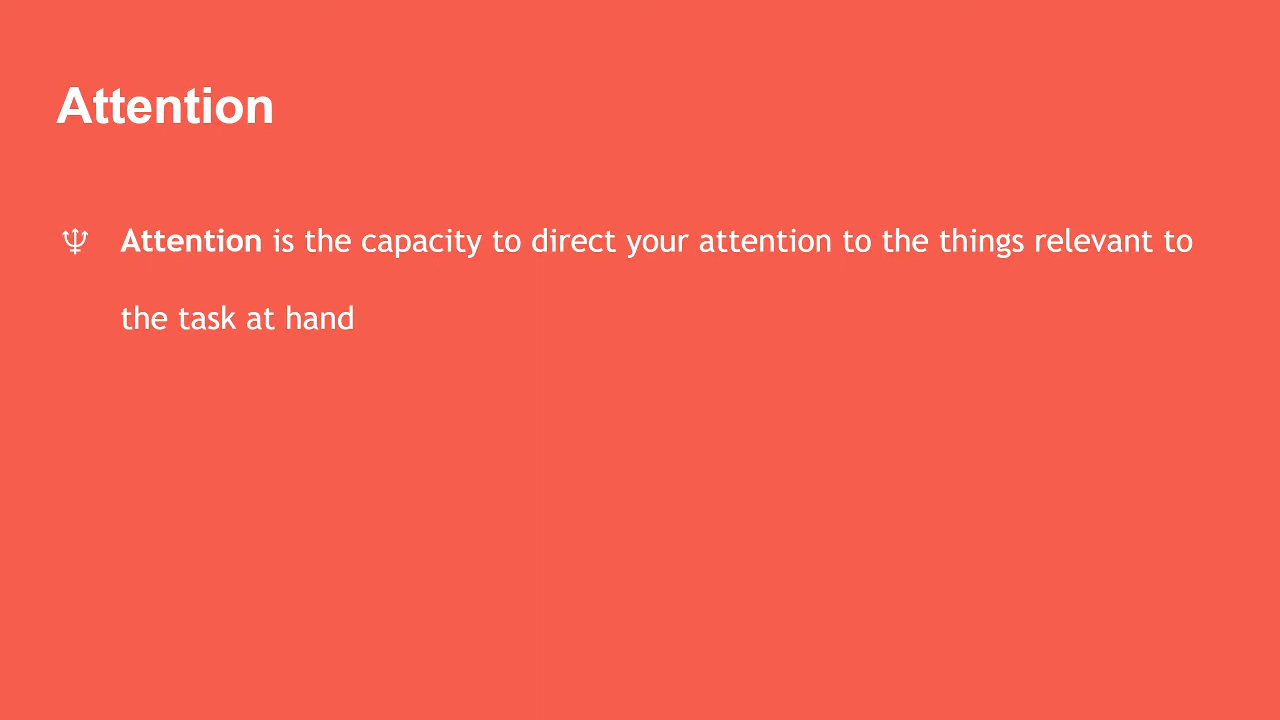 Attention
♆ Attention is the capacity to direct your attention to the things relevant to
the task at hand